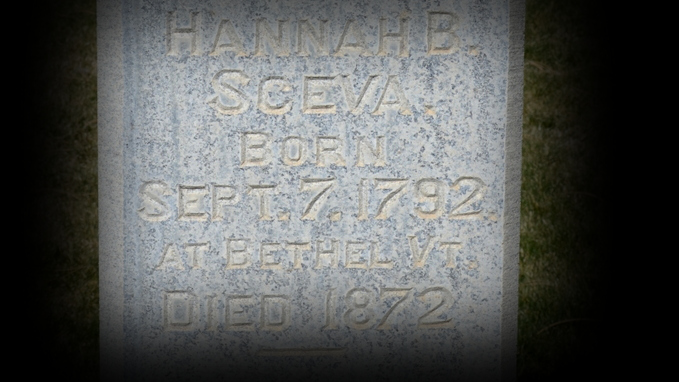 HANNAH B.
SCEVA.
BORN
SEPT. 7. 1792.
AT BETHEL VT.
DIED 1872